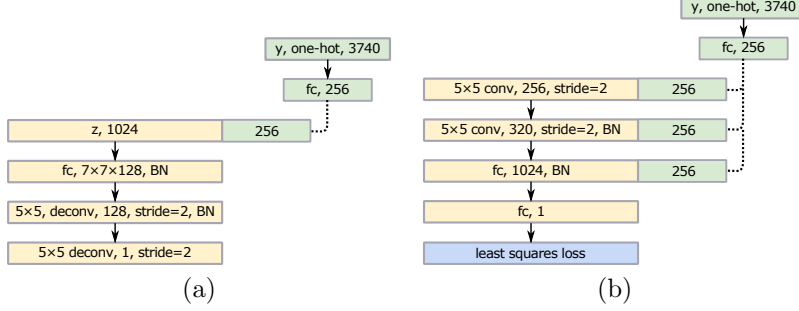 y, one-hot, 3740
fc, 256
z, 1024
256
fc, 7×7×128, BN
5×5, deconv, 128, stride=2, BN
5×5 deconv, 1, stride=2
(a)
y, one-hot, 3740
fc, 256
5×5 conv, 256, stride=2
256
5×5 conv, 320, stride=2, BN
256
fc, 1024, BN
256
fc, 1
least squares loss
(b)